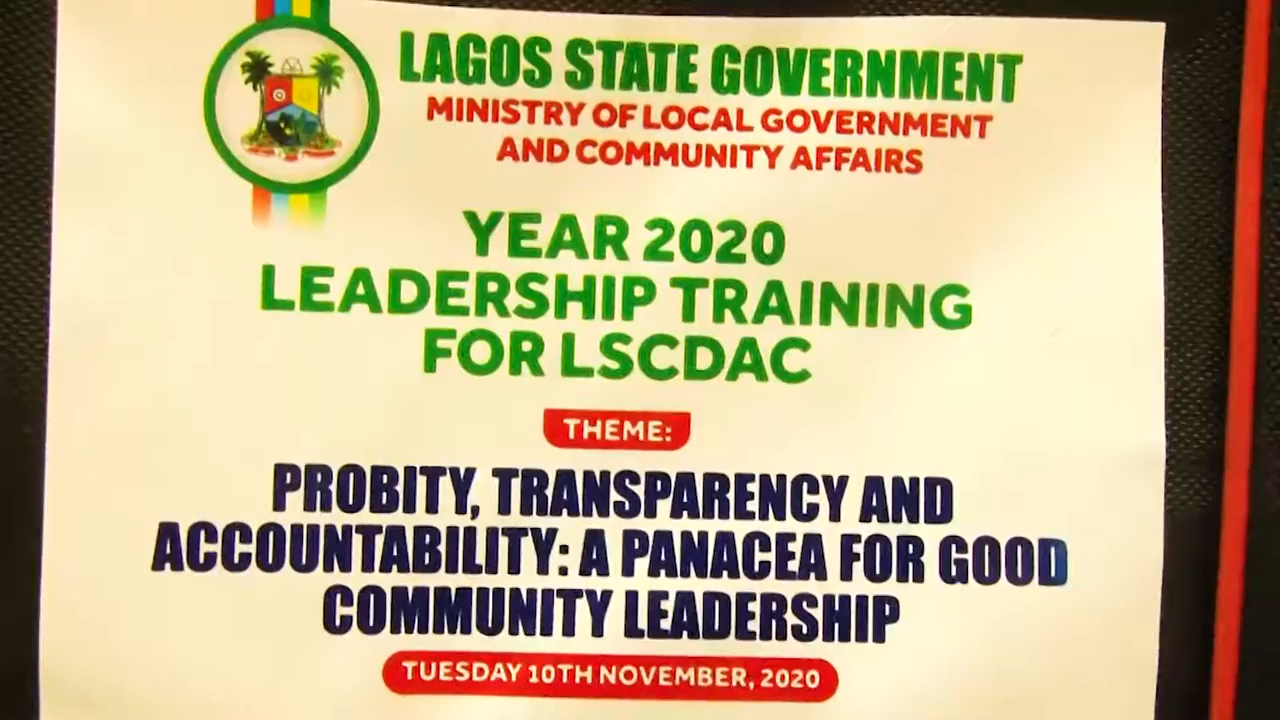 LAGOS STATE GOVERNMENT
MINISTRY OF LOCAL GOVERNMENT
AND COMMUNITY AFFAIRS
YEAR 2020
LEADERSHIP TRAINING
FOR LSCDAC
THEME:
PROBITY, TRANSPARENCY AND
ACCOUNTABILITY: A PANACEA FOR GOOD
COMMUNITY LEADERSHIP
TUESDAY 10TH NOVEMBER, 2020